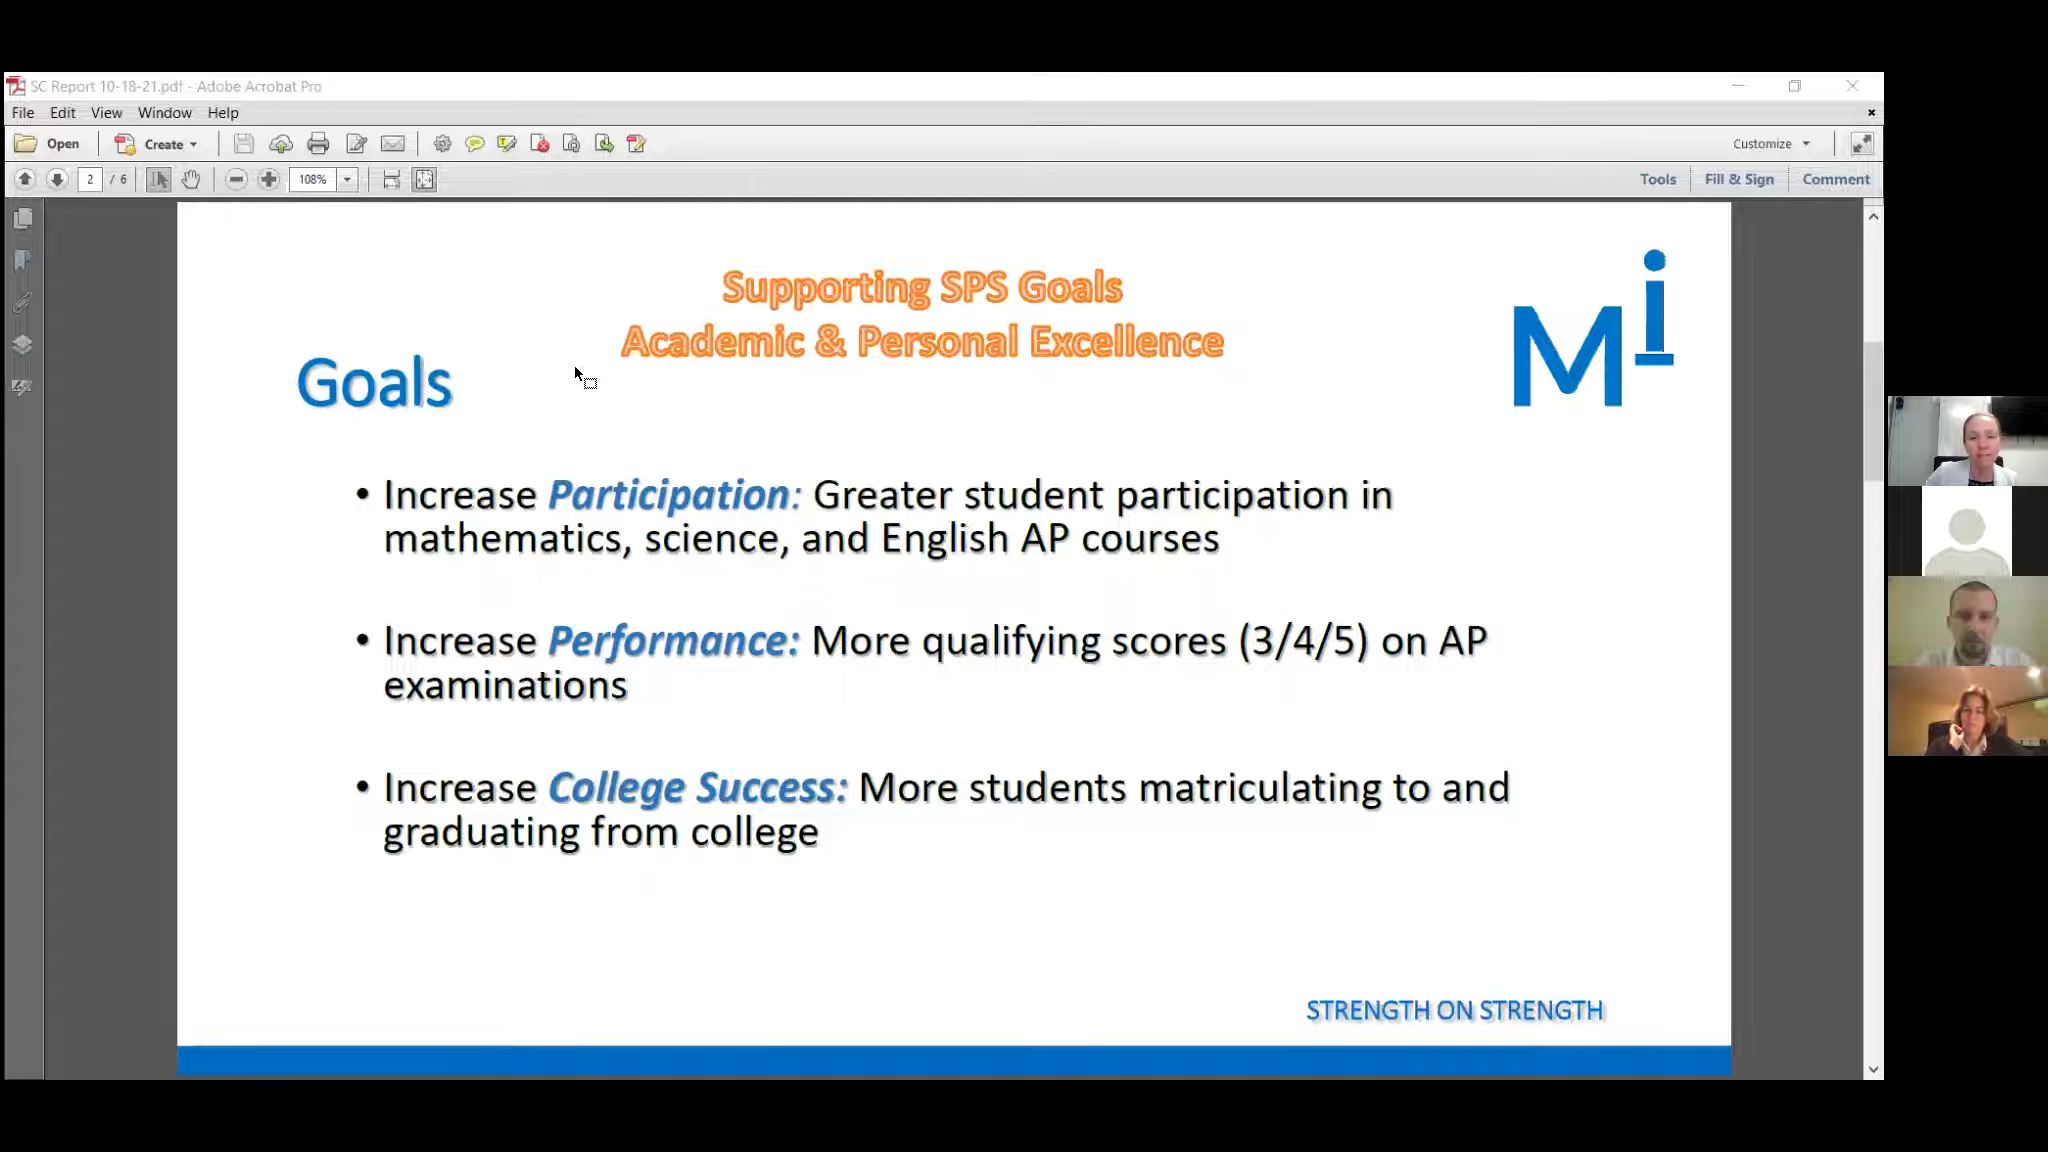 SC Report 10-18-21.pdf - Adobe Acrobat Pro
File Edit View Window Help
Open Create Customize
2 / 6 108% Tools Fill & Sign Comment
Supporting SPS Goals
Academic & Personal Excellence
Mi
Goals
• Increase Participation: Greater student participation in
mathematics, science, and English AP courses
• Increase Performance: More qualifying scores (3/4/5) on AP
examinations
• Increase College Success: More students matriculating to and
graduating from college
STRENGTH ON STRENGTH